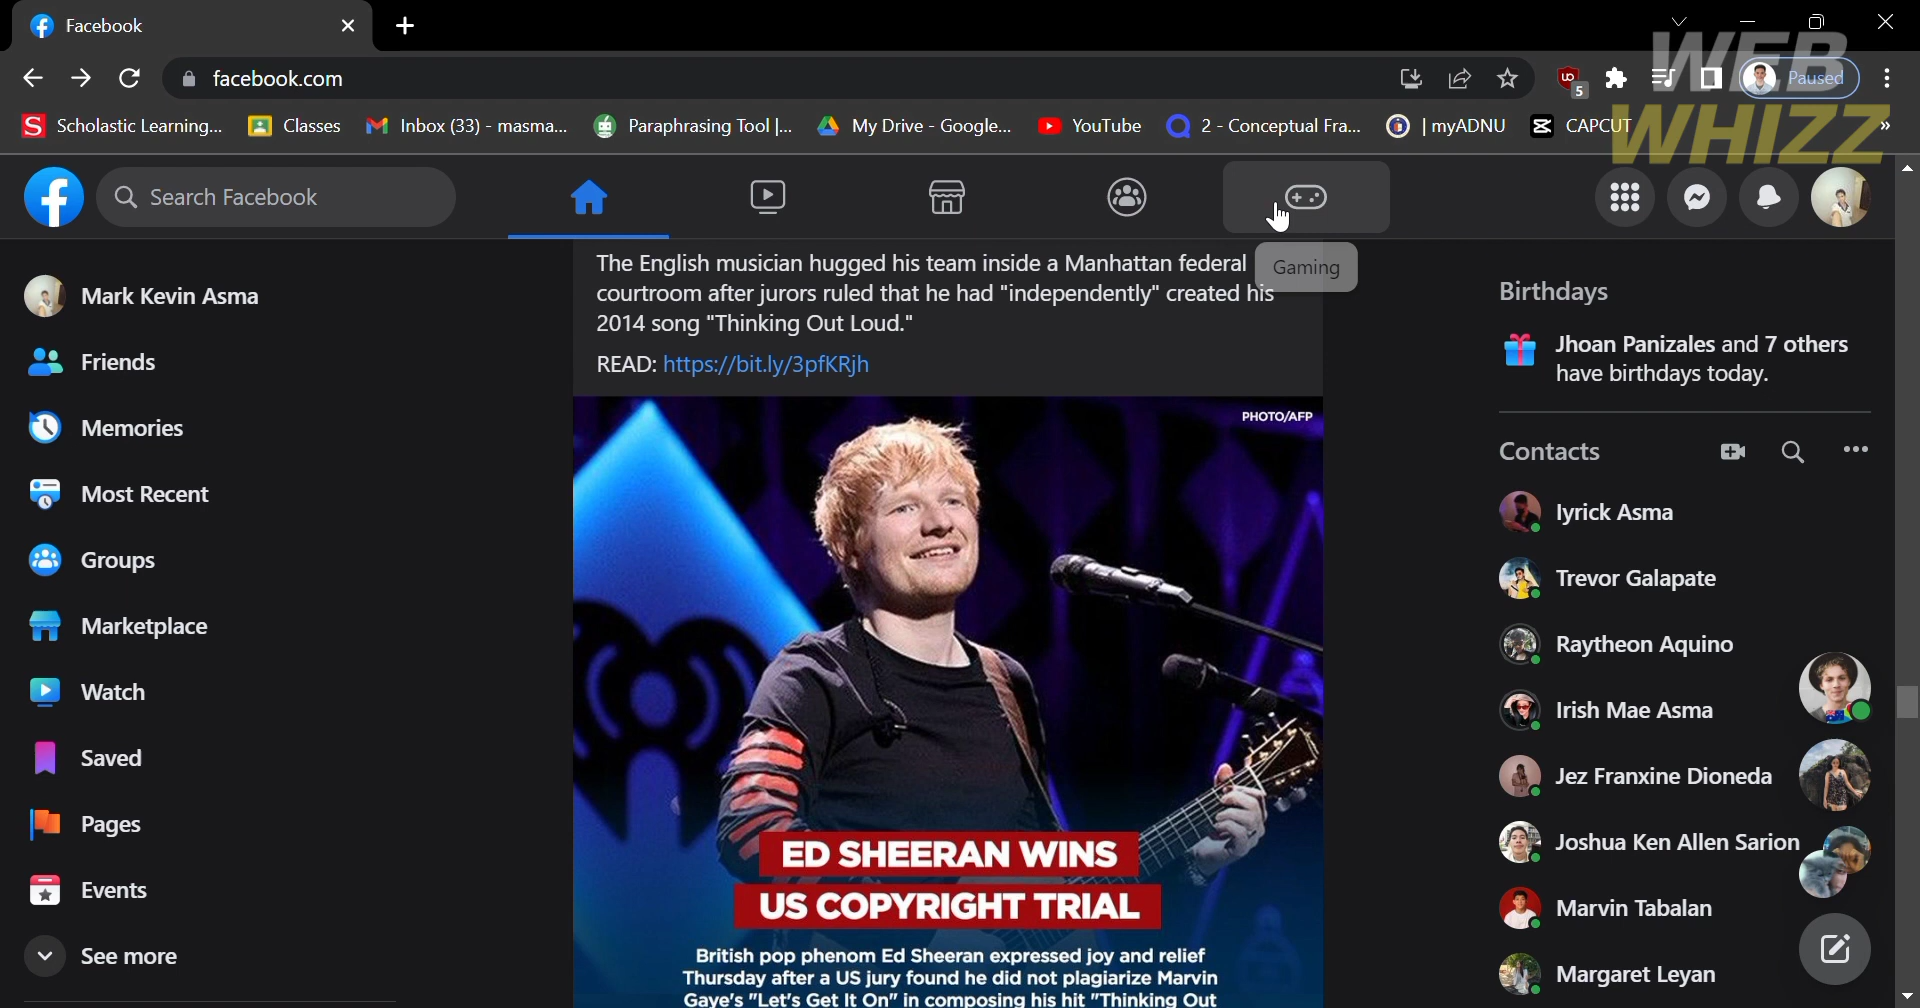 Facebook
WEB
WHIZZ
facebook.com
5
Paused
Scholastic Learning...
Classes
Inbox (33) - masma...
Paraphrasing Tool |...
My Drive - Google...
YouTube
2 - Conceptual Fra...
| myADNU
CAPCUT
»
Search Facebook
Gaming
Mark Kevin Asma
Friends
Memories
Most Recent
Groups
Marketplace
Watch
Saved
Pages
Events
See more
The English musician hugged his team inside a Manhattan federal
courtroom after jurors ruled that he had "independently" created his
2014 song "Thinking Out Loud."
READ: https://bit.ly/3pfKRjh
PHOTO/AFP
ED SHEERAN WINS
US COPYRIGHT TRIAL
British pop phenom Ed Sheeran expressed joy and relief
Thursday after a US jury found he did not plagiarize Marvin
Gaye's "Let's Get It On" in composing his hit "Thinking Out
Birthdays
Jhoan Panizales and 7 others
have birthdays today.
Contacts
Iyrick Asma
Trevor Galapate
Raytheon Aquino
Irish Mae Asma
Jez Franxine Dioneda
Joshua Ken Allen Sarion
Marvin Tabalan
Margaret Leyan